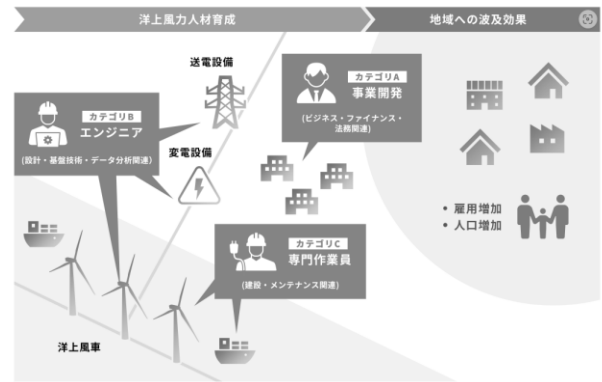 洋上風力人材育成
地域への波及効果
送電設備
カテゴリA
事業開発
(ビジネス・ファイナンス・
法務関連)
カテゴリB
エンジニア
(設計・基盤技術・データ分析関連)
変電設備
・雇用増加
・人口増加
カテゴリC
専門作業員
(建設・メンテナンス関連)
洋上風車